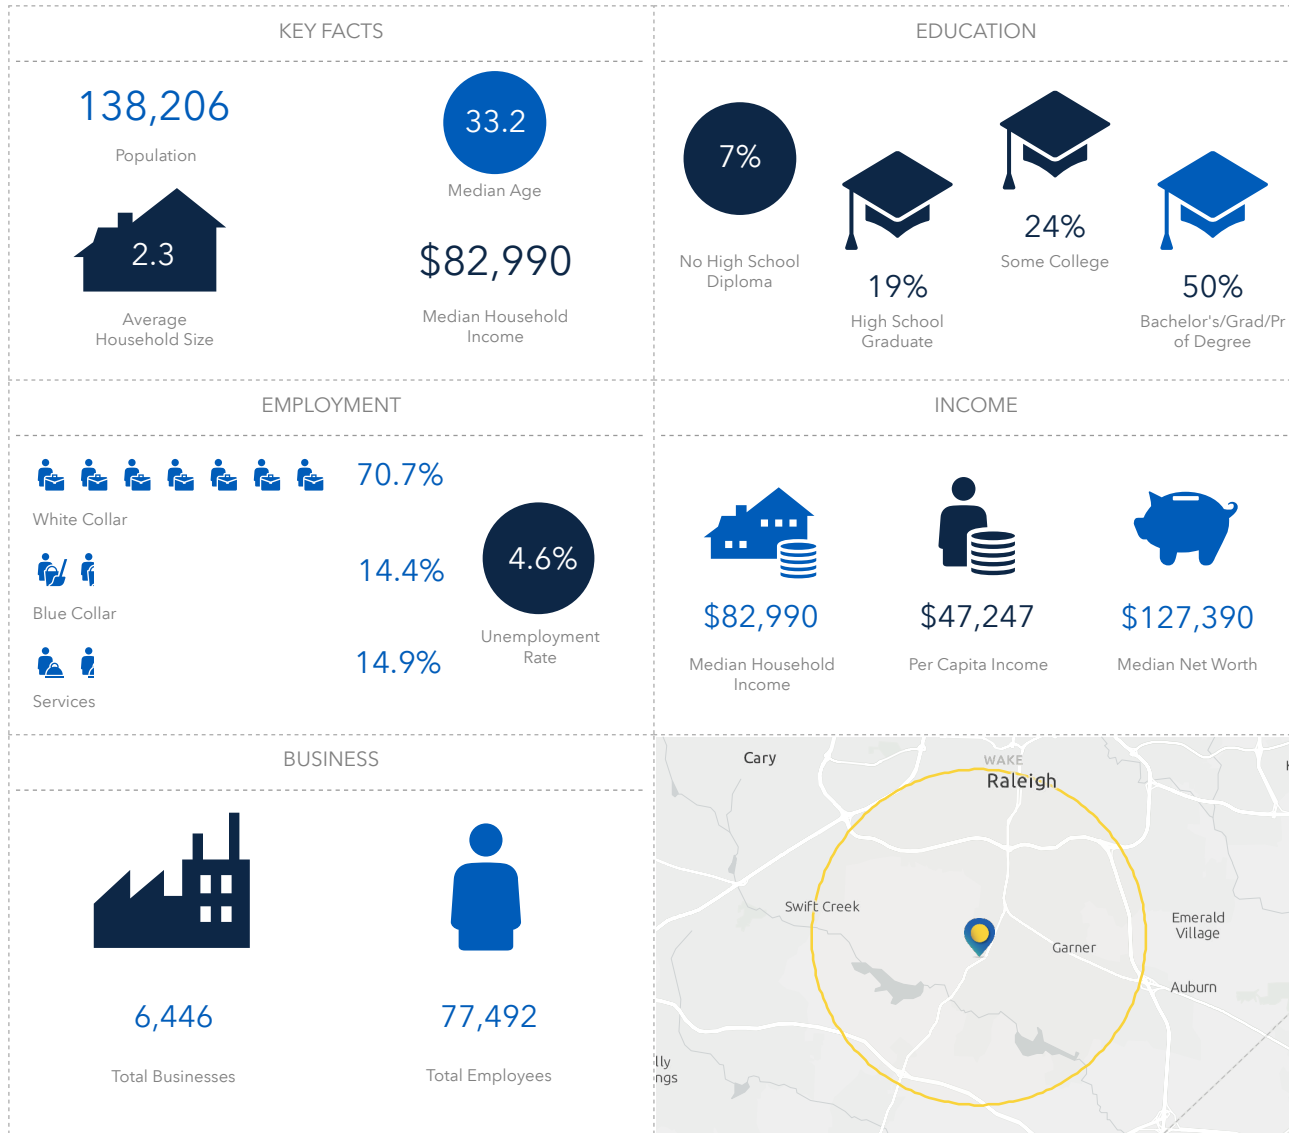 KEY FACTS
138,206
Population
33.2
Median Age
2.3
Average
Household Size
$82,990
Median Household
Income
EDUCATION
7%
No High School
Diploma
19%
High School
Graduate
24%
Some College
50%
Bachelor's/Grad/Pr
of Degree
EMPLOYMENT
70.7%
White Collar
14.4%
Blue Collar
14.9%
Services
4.6%
Unemployment
Rate
INCOME
$82,990
Median Household
Income
$47,247
Per Capita Income
$127,390
Median Net Worth
BUSINESS
6,446
Total Businesses
77,492
Total Employees
Cary
WAKE
Raleigh
Swift Creek
Garner
Emerald
Village
Auburn
lly
ngs